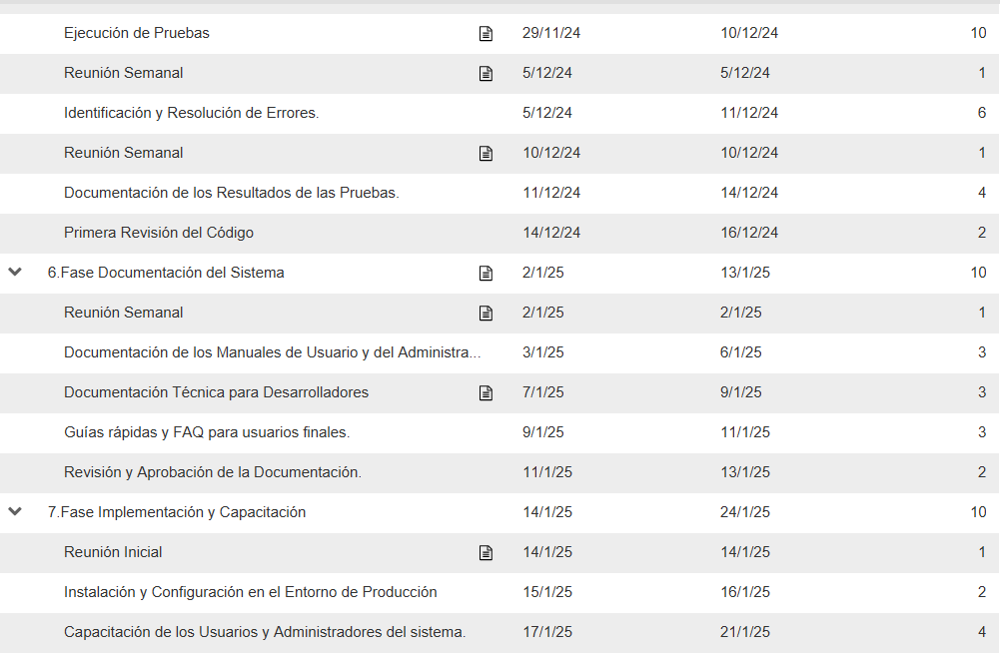 Ejecución de Pruebas 29/11/24 10/12/24 10
Reunión Semanal 5/12/24 5/12/24 1
Identificación y Resolución de Errores. 5/12/24 11/12/24 6
Reunión Semanal 10/12/24 10/12/24 1
Documentación de los Resultados de las Pruebas. 11/12/24 14/12/24 4
Primera Revisión del Código 14/12/24 16/12/24 2
6.Fase Documentación del Sistema 2/1/25 13/1/25 10
Reunión Semanal 2/1/25 2/1/25 1
Documentación de los Manuales de Usuario y del Administra... 3/1/25 6/1/25 3
Documentación Técnica para Desarrolladores 7/1/25 9/1/25 3
Guías rápidas y FAQ para usuarios finales. 9/1/25 11/1/25 3
Revisión y Aprobación de la Documentación. 11/1/25 13/1/25 2
7.Fase Implementación y Capacitación 14/1/25 24/1/25 10
Reunión Inicial 14/1/25 14/1/25 1
Instalación y Configuración en el Entorno de Producción 15/1/25 16/1/25 2
Capacitación de los Usuarios y Administradores del sistema. 17/1/25 21/1/25 4